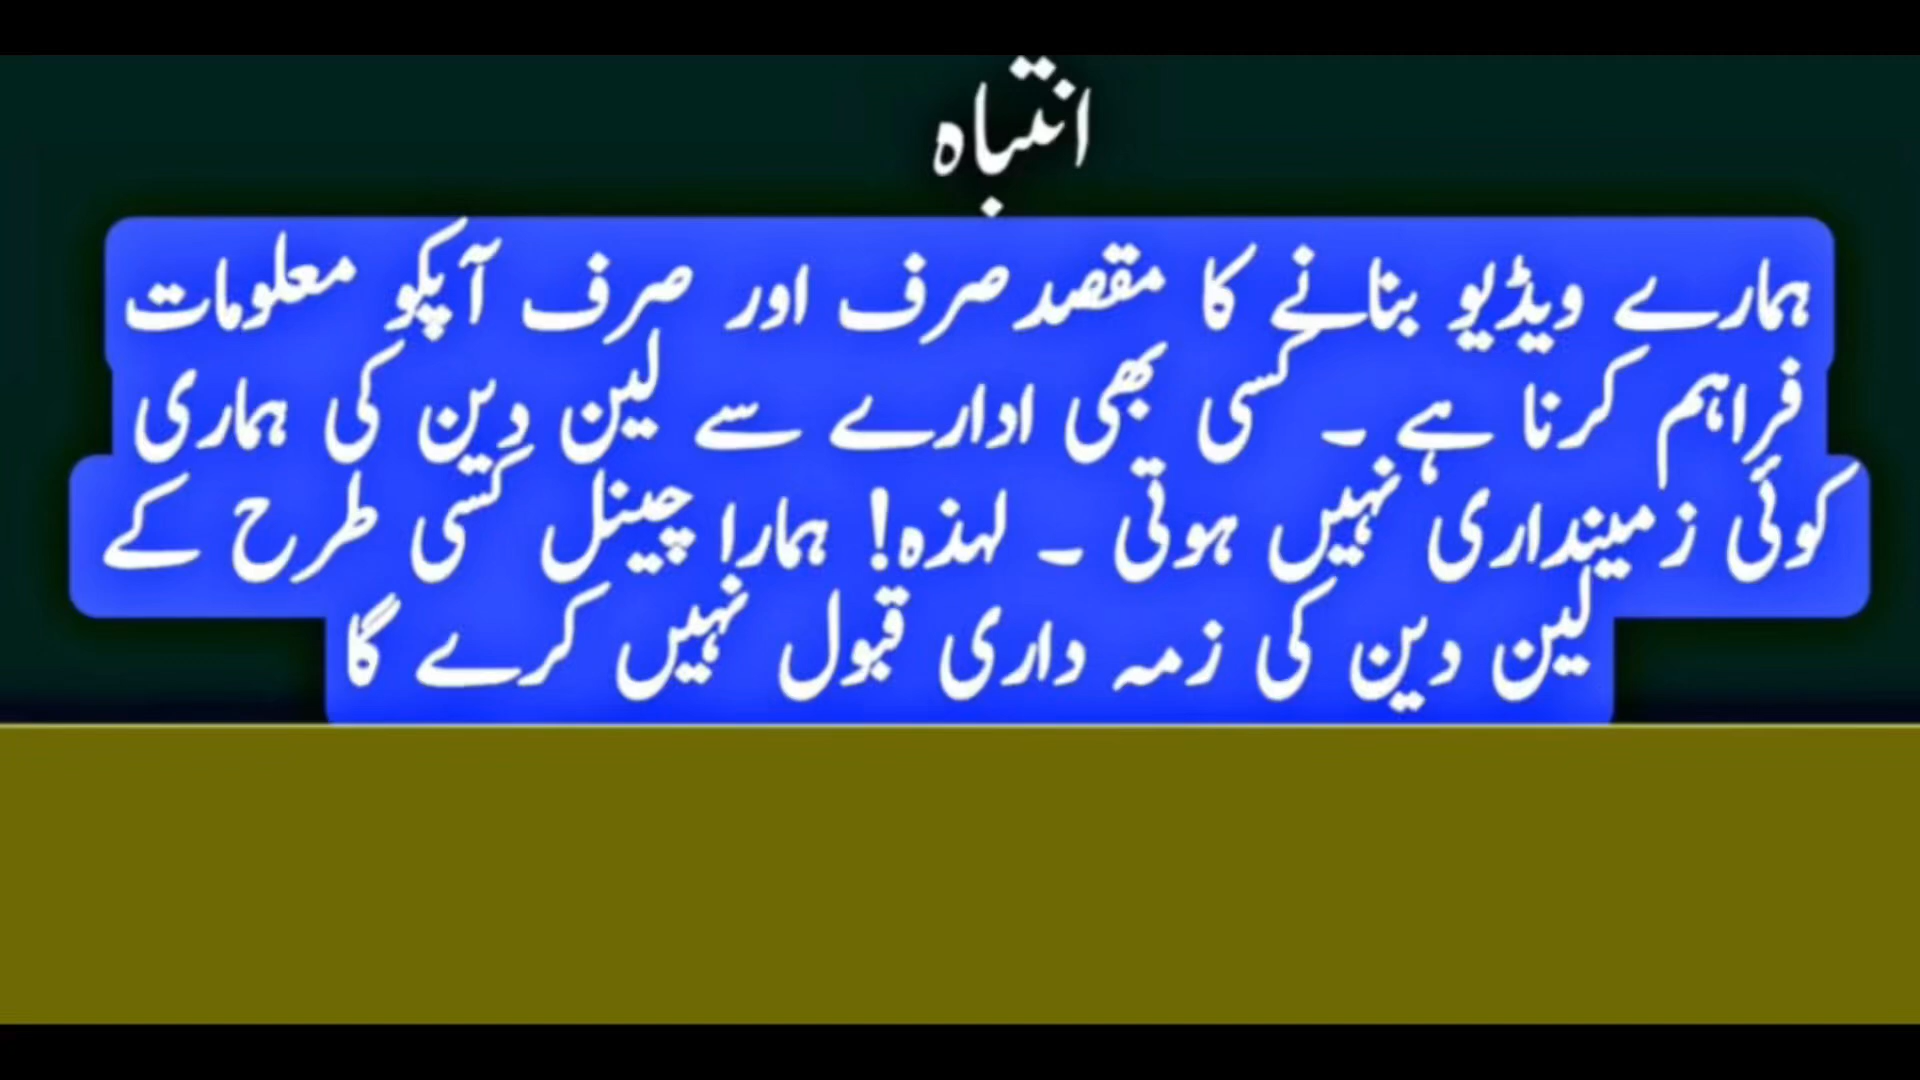 انتباہ
ہمارے ویڈیو بنانے کا مقصد صرف اور صرف آپکو معلومات
فراہم کرنا ہے ۔ کسی بھی ادارے سے لین دین کی ہماری
کوئی زمینداری نہیں ہوتی ۔ لہذہ! ہمارا چینل کسی طرح کے
لین دین کی زمہ داری قبول نہیں کرے گا